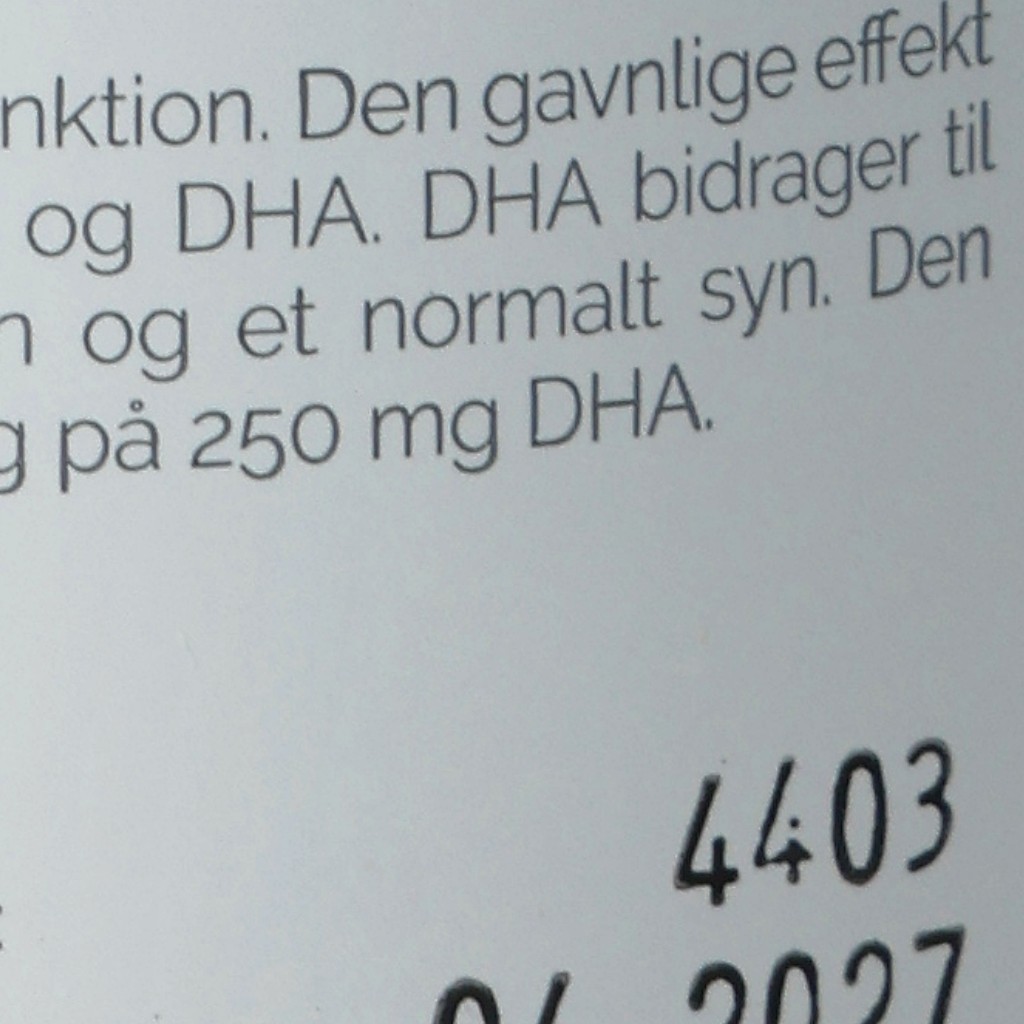 nktion. Den gavnlige effekt
og DHA. DHA bidrager til
og et normalt syn. Den
på 250 mg DHA.
4403
2027